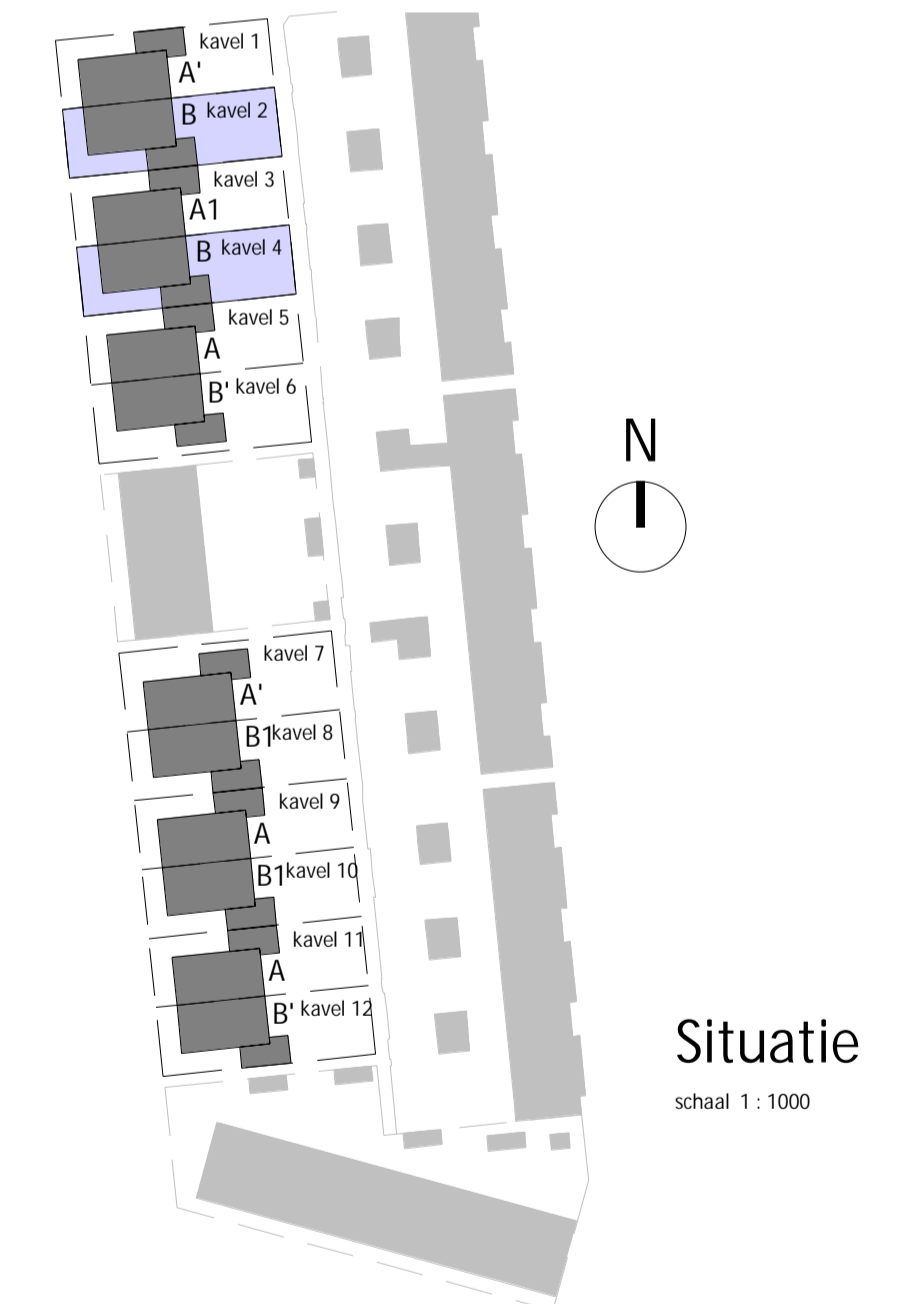 kavel 1
A'
B kavel 2
kavel 3
A1
B kavel 4
kavel 5
A
B' kavel 6
N
kavel 7
A'
B1 kavel 8
kavel 9
A
B1 kavel 10
kavel 11
A
B' kavel 12
Situatie
schaal 1 : 1000